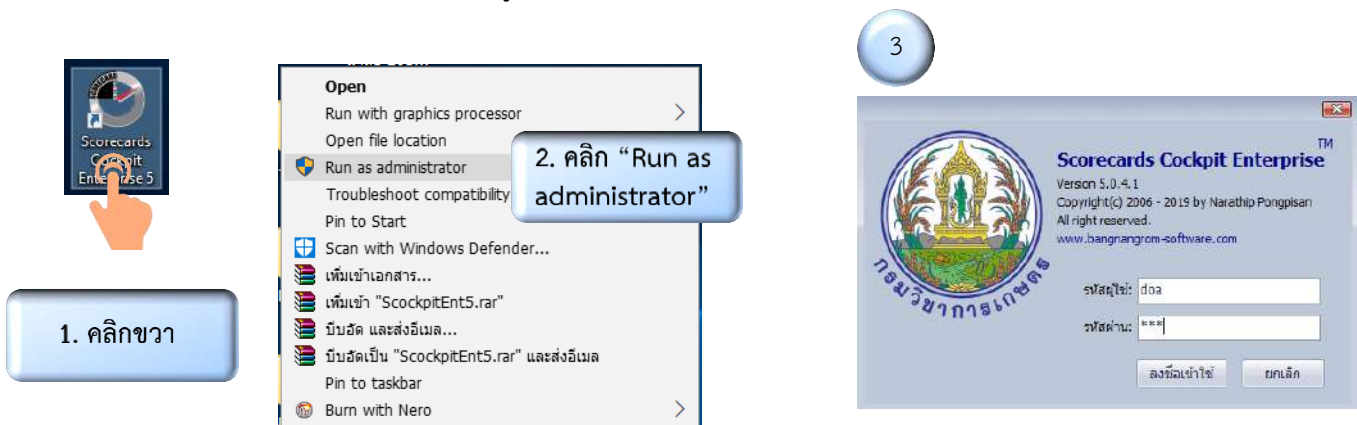 Scorecards
Cockpit
Enterprise 5
1. คลิกขวา
Open
Run with graphics processor
Open file location
Run as administrator
Troubleshoot compatibility
Pin to Start
Scan with Windows Defender...
เพิ่มเข้าเอกสาร...
เพิ่มเข้า "ScockpitEnt5.rar"
บีบอัด และส่งอีเมล...
บีบอัดเป็น "ScockpitEnt5.rar" และส่งอีเมล
Pin to taskbar
Burn with Nero
2. คลิก “Run as
administrator”
3
Scorecards Cockpit Enterprise TM
Version 5.0.4.1
Copyright(c) 2006 - 2019 by Narathip Pongpisan
All right reserved.
www.bangnangrom-software.com
กรมวิชาการเกษตร
รหัสผู้ใช้: doa
รหัสผ่าน: ***
ลงชื่อเข้าใช้
ยกเลิก